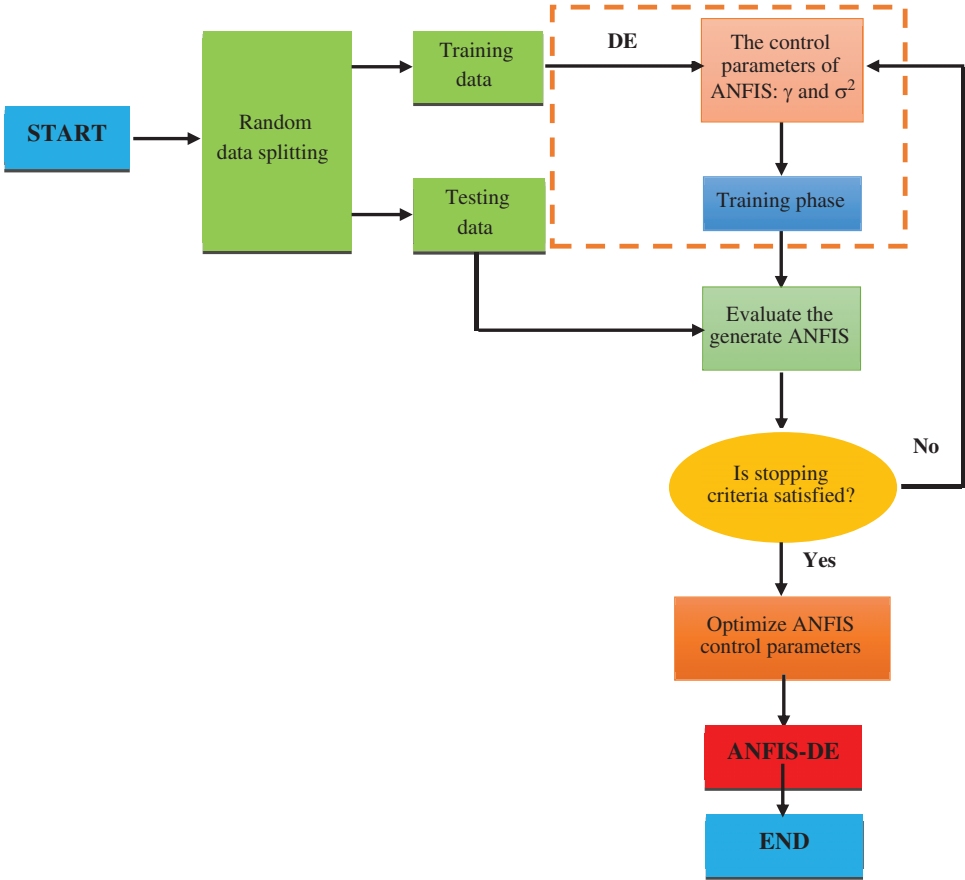 START
Random
data splitting
Training
data
Testing
data
DE
The control
parameters of
ANFIS: γ and σ²
Training phase
Evaluate the
generate ANFIS
Is stopping
criteria satisfied?
No
Yes
Optimize ANFIS
control parameters
ANFIS-DE
END